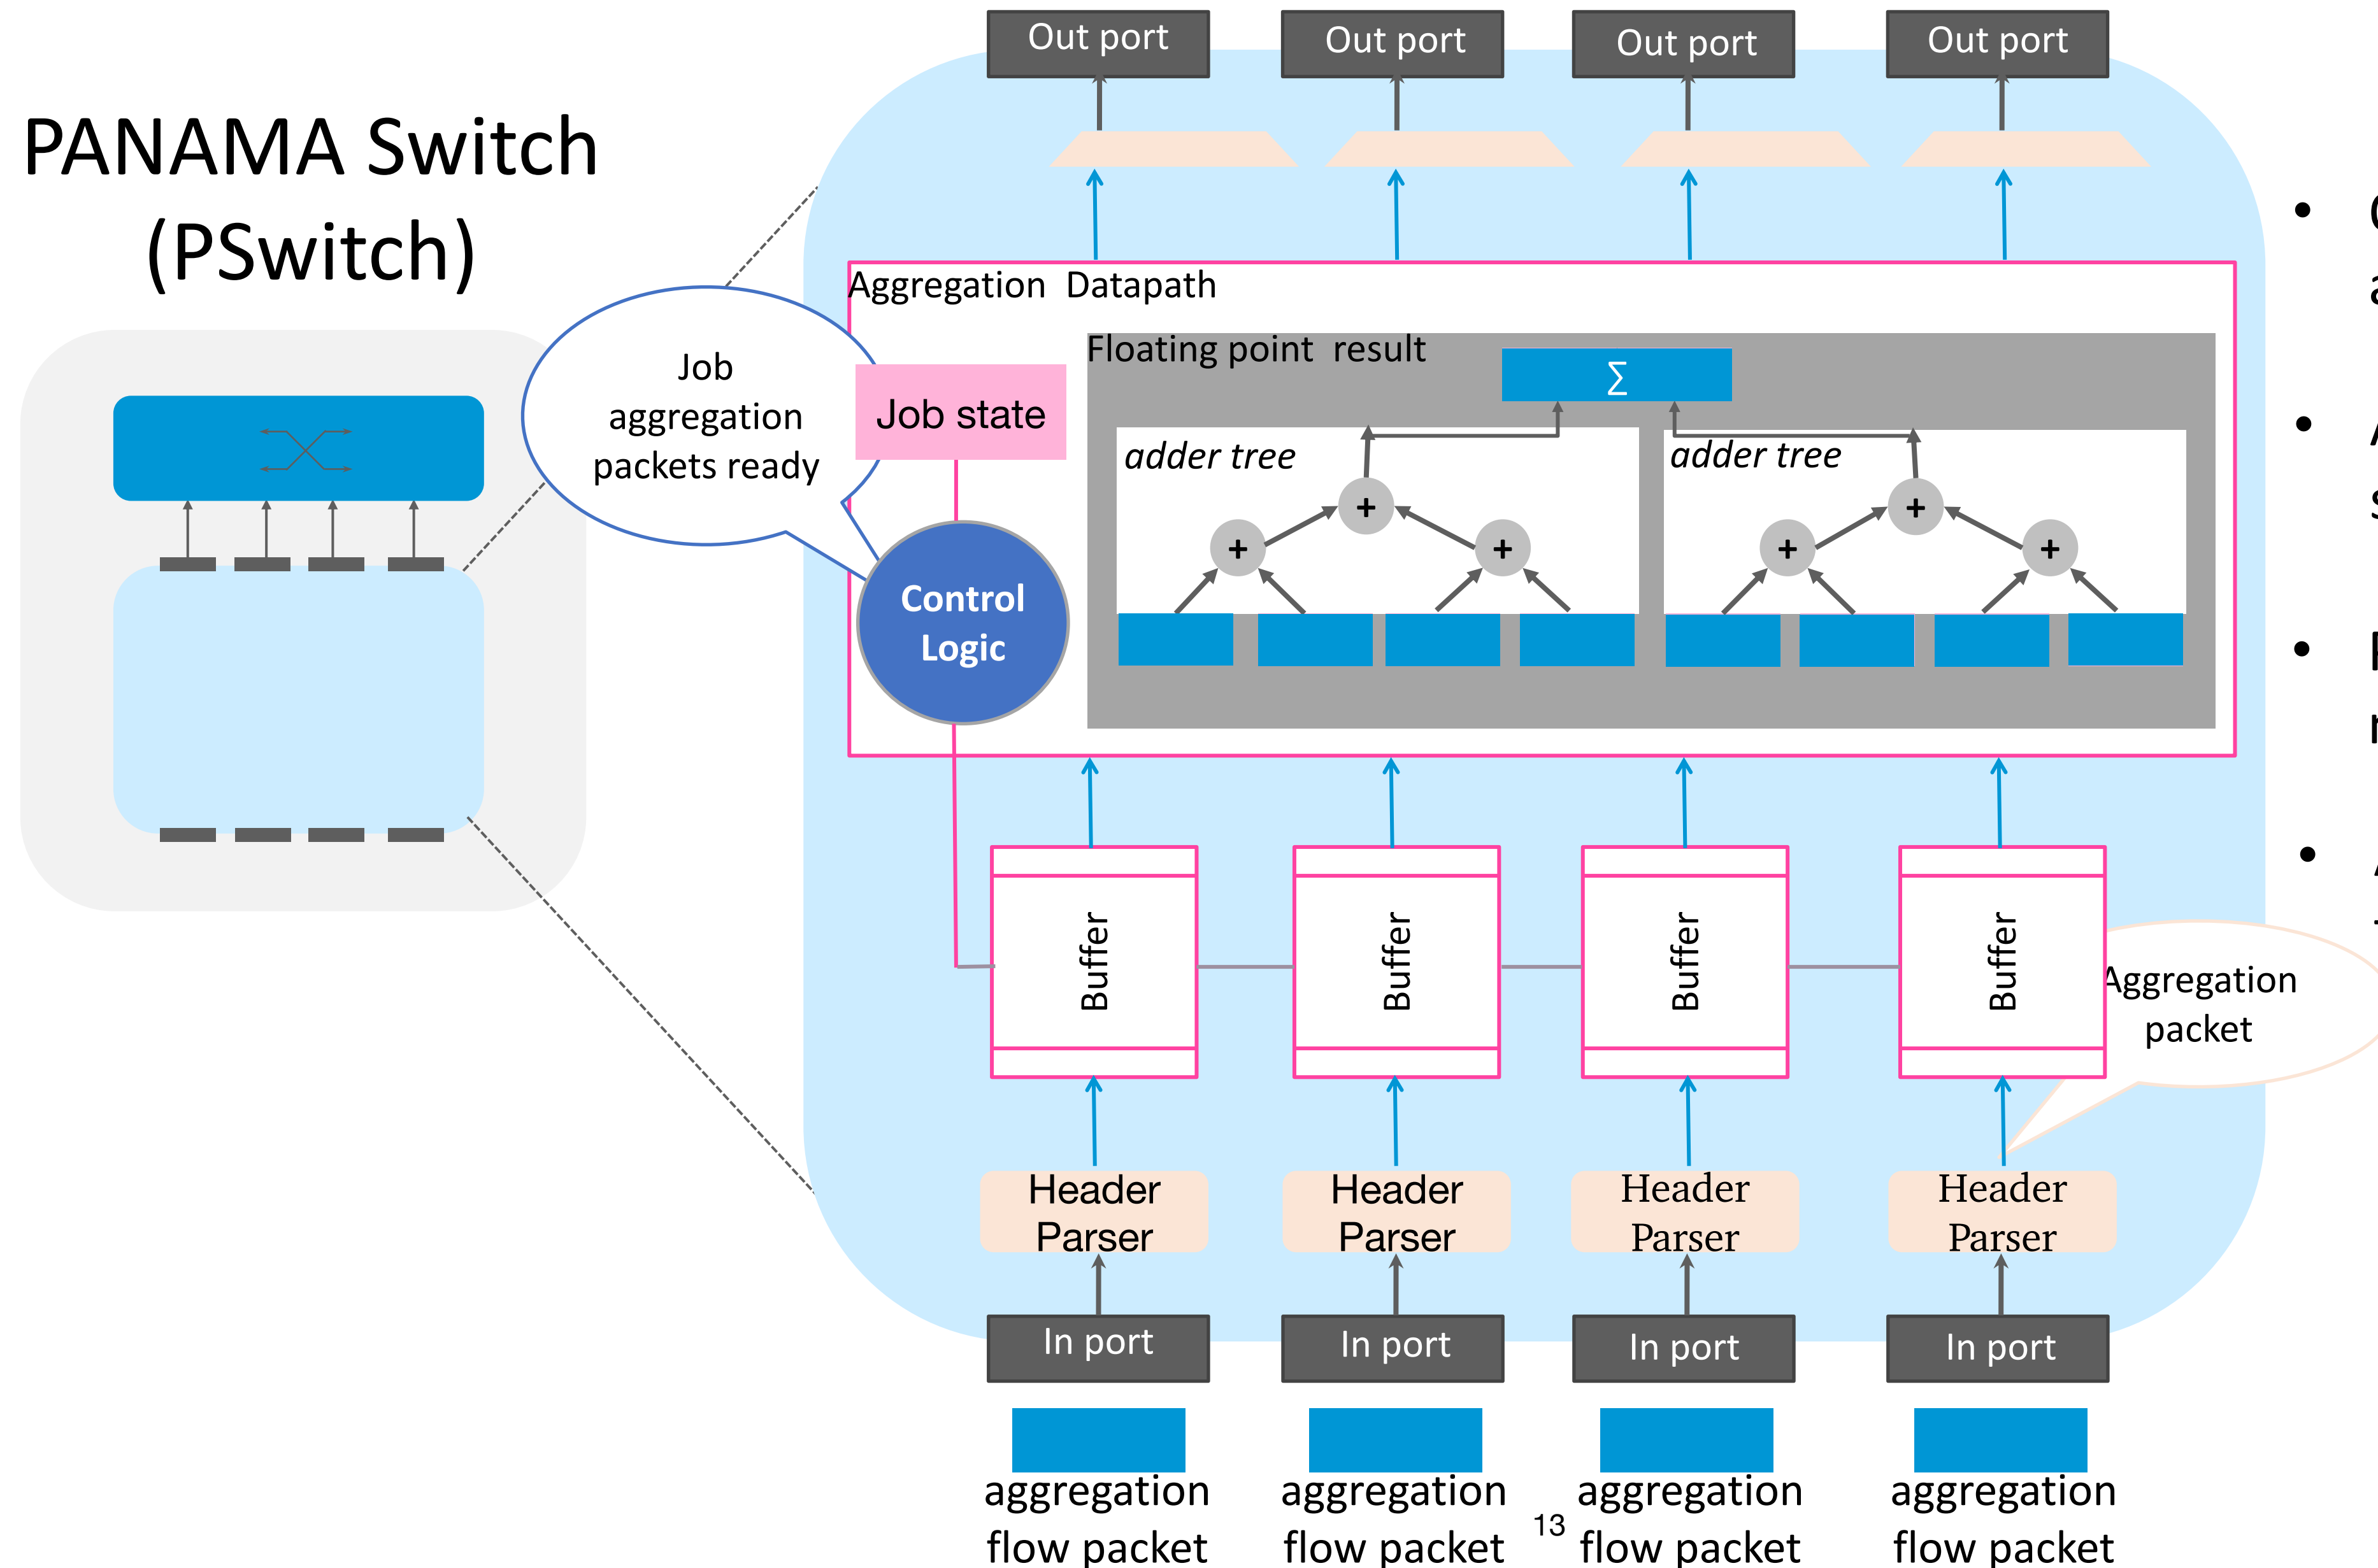 PANAMA Switch
(PSwitch)
Out port
Out port
Out port
Out port
Aggregation Datapath
Floating point result
Σ
Job
aggregation
packets ready
Job state
adder tree
adder tree
+
+
+
+
+
+
Control
Logic
Buffer
Buffer
Buffer
Buffer
Aggregation
packet
Header
Parser
Header
Parser
Header
Parser
Header
Parser
In port
In port
In port
In port
aggregation
flow packet
aggregation
flow packet
aggregation
flow packet
aggregation
flow packet
13